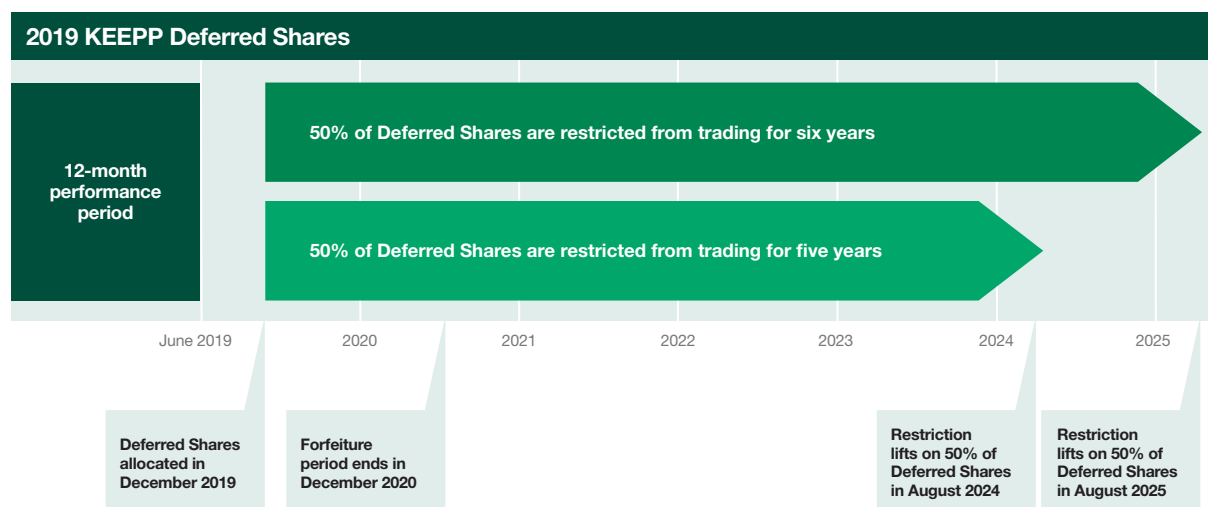 2019 KEEPP Deferred Shares
12-month
performance
period
50% of Deferred Shares are restricted from trading for six years
50% of Deferred Shares are restricted from trading for five years
June 2019
2020
2021
2022
2023
2024
2025
Deferred Shares
allocated in
December 2019
Forfeiture
period ends in
December 2020
Restriction
lifts on 50% of
Deferred Shares
in August 2024
Restriction
lifts on 50% of
Deferred Shares
in August 2025